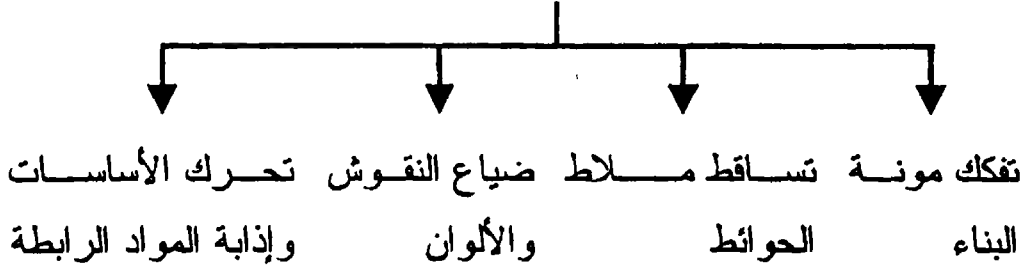 تفكك مونة تساقط ملاط ضياع النقوش تحرك الأساسات
البناء الحوائط والألوان وإذابة المواد الرابطة